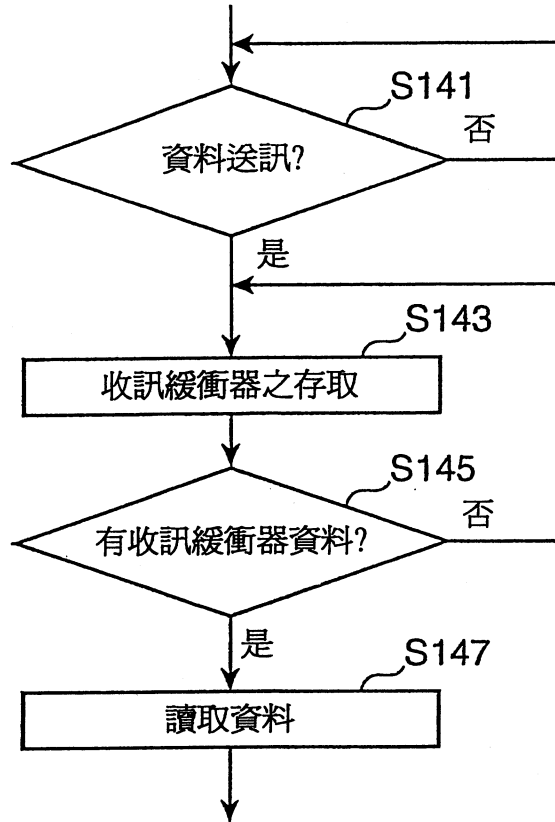 S141
資料送訊?
否
是
S143
收訊緩衝器之存取
S145
有收訊緩衝器資料?
否
是
S147
讀取資料